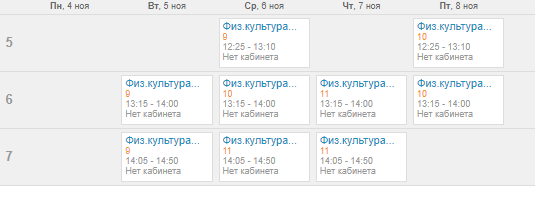 Пн, 4 ноя Вт, 5 ноя Ср, 6 ноя Чт, 7 ноя Пт, 8 ноя
5
Физ.культура... Физ.культура...
9 10
12:25 - 13:10 12:25 - 13:10
Нет кабинета Нет кабинета
6
Физ.культура... Физ.культура... Физ.культура... Физ.культура...
9 10 11 10
13:15 - 14:00 13:15 - 14:00 13:15 - 14:00 13:15 - 14:00
Нет кабинета Нет кабинета Нет кабинета Нет кабинета
7
Физ.культура... Физ.культура... Физ.культура...
9 11 11
14:05 - 14:50 14:05 - 14:50 14:05 - 14:50
Нет кабинета Нет кабинета Нет кабинета